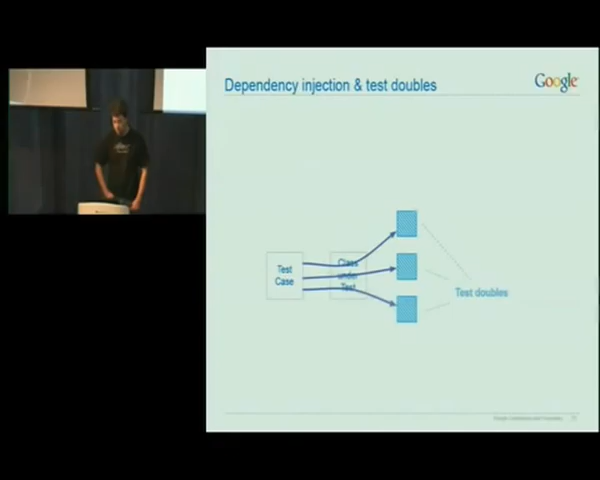 Dependency injection & test doubles
Google
Test
Case
Class
under
Test
Test doubles